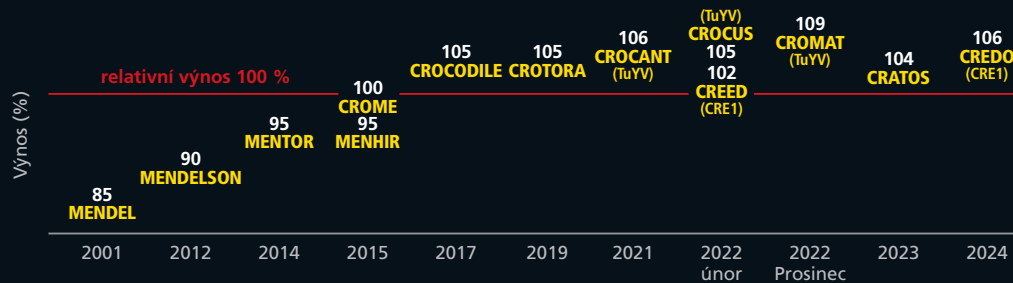 Výnos (%)
relativní výnos 100 %
85
MENDEL
90
MENDELSON
95
MENTOR
100
CROME
95
MENHIR
105
CROCODILE
105
CROTORA
106
CROCANT
(TuYV)
(TuYV)
CROCUS
105
102
CREED
(CRE1)
109
CROMAT
(TuYV)
104
CRATOS
106
CREDO
(CRE1)
2001
2012
2014
2015
2017
2019
2021
2022
únor
2022
Prosinec
2023
2024